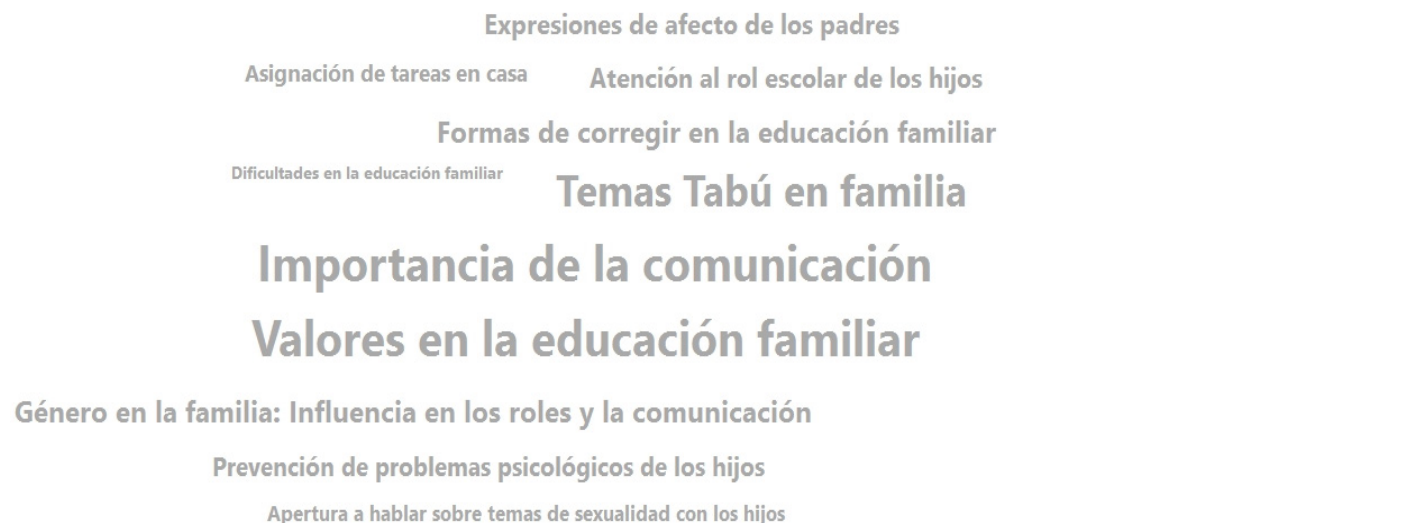 Expresiones de afecto de los padres
Asignación de tareas en casa
Atención al rol escolar de los hijos
Formas de corregir en la educación familiar
Dificultades en la educación familiar
Temas Tabú en familia
Importancia de la comunicación
Valores en la educación familiar
Género en la familia: Influencia en los roles y la comunicación
Prevención de problemas psicológicos de los hijos
Apertura a hablar sobre temas de sexualidad con los hijos